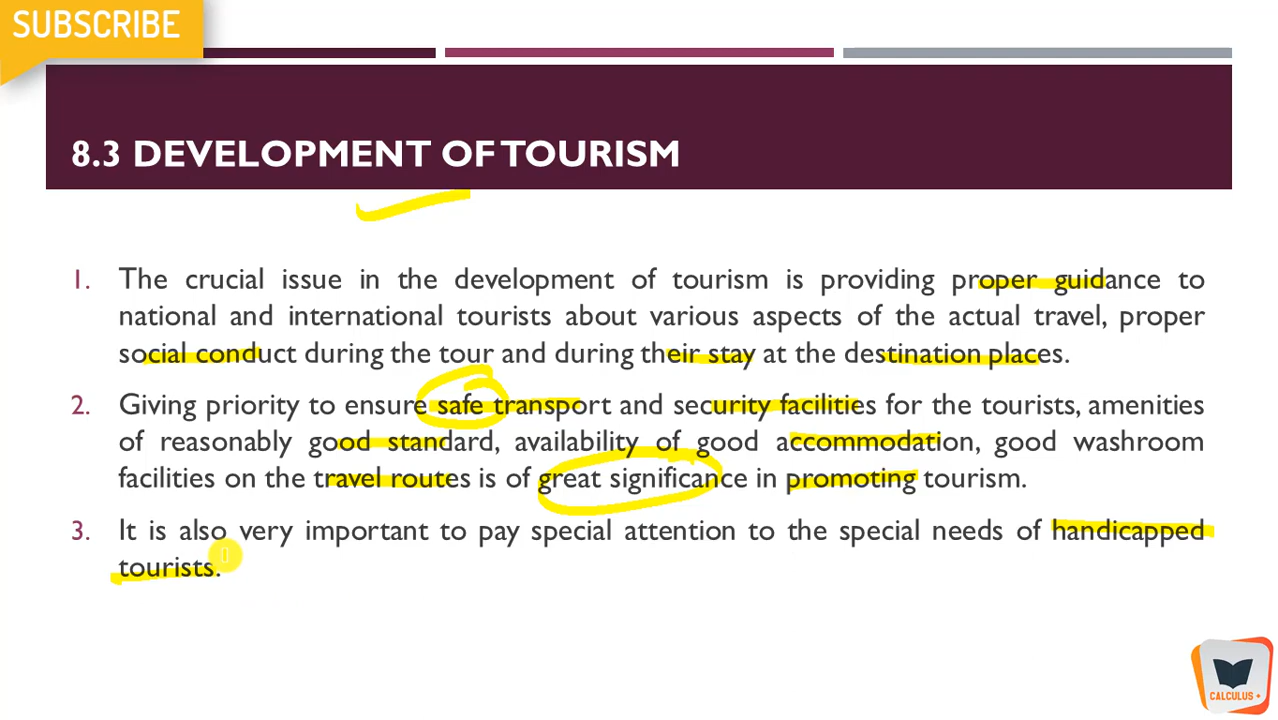 SUBSCRIBE
8.3 DEVELOPMENT OF TOURISM
1. The crucial issue in the development of tourism is providing proper guidance to
national and international tourists about various aspects of the actual travel, proper
social conduct during the tour and during their stay at the destination places.
2. Giving priority to ensure safe transport and security facilities for the tourists, amenities
of reasonably good standard, availability of good accommodation, good washroom
facilities on the travel routes is of great significance in promoting tourism.
3. It is also very important to pay special attention to the special needs of handicapped
tourists.
CALCULUS +